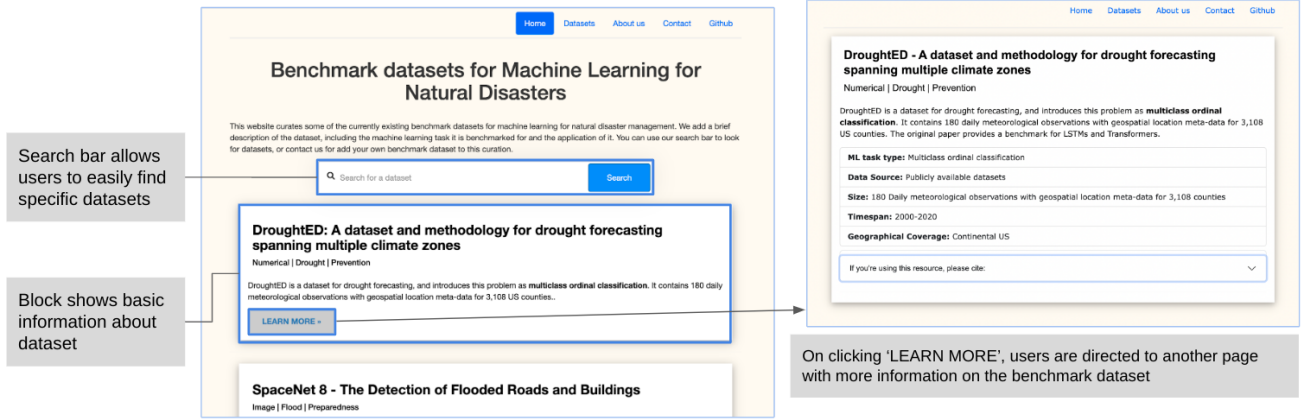 Home Datasets About us Contact Github
Benchmark datasets for Machine Learning for
Natural Disasters
This website curates some of the currently existing benchmark datasets for machine learning for natural disaster management. We add a brief
description of the dataset, including the machine learning task it is benchmarked for and the application of it. You can use our search bar to look
for datasets, or contact us for add your own benchmark dataset to this curation.
Search for a dataset
Search
Search bar allows
users to easily find
specific datasets
DroughtED: A dataset and methodology for drought forecasting
spanning multiple climate zones
Numerical | Drought | Prevention
DroughtED is a dataset for drought forecasting, and introduces this problem as multiclass ordinal classification. It contains 180 daily
meteorological observations with geospatial location meta-data for 3,108 US counties..
LEARN MORE »
Block shows basic
information about
dataset
SpaceNet 8 - The Detection of Flooded Roads and Buildings
Image | Flood | Preparedness
Home Datasets About us Contact Github
DroughtED - A dataset and methodology for drought forecasting
spanning multiple climate zones
Numerical | Drought | Prevention
DroughtED is a dataset for drought forecasting, and introduces this problem as multiclass ordinal
classification. It contains 180 daily meteorological observations with geospatial location meta-data for 3,108
US counties. The original paper provides a benchmark for LSTMs and Transformers.
ML task type: Multiclass ordinal classification
Data Source: Publicly available datasets
Size: 180 Daily meteorological observations with geospatial location meta-data for 3,108 counties
Timespan: 2000-2020
Geographical Coverage: Continental US
If you're using this resource, please cite:
On clicking ‘LEARN MORE’, users are directed to another page
with more information on the benchmark dataset